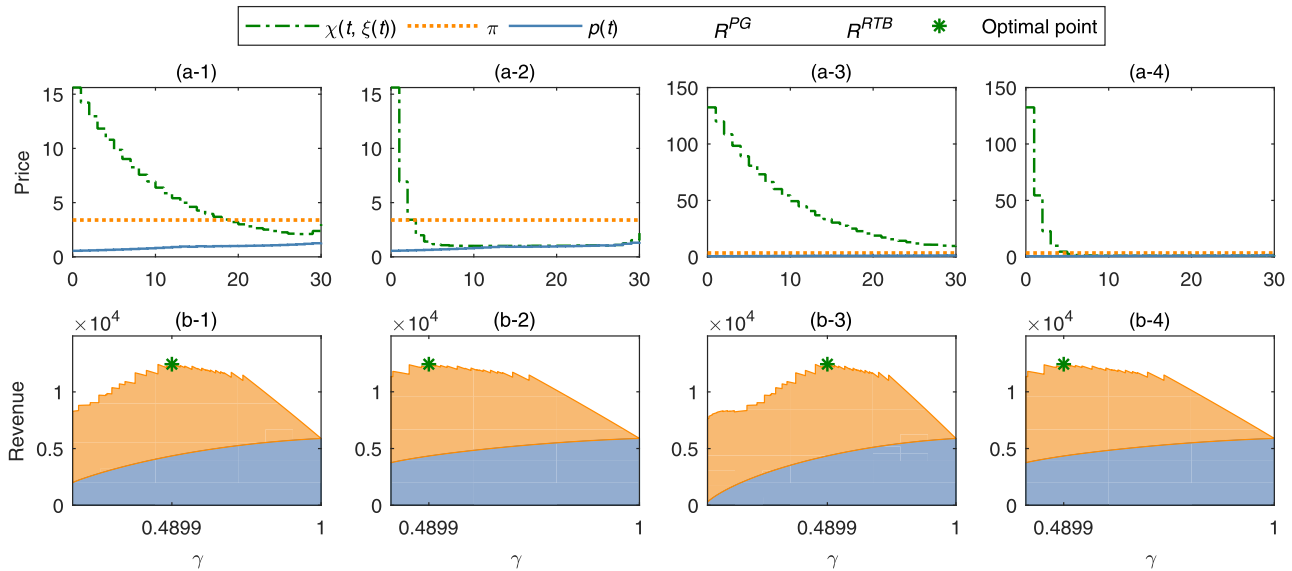 χ(t, ξ(t)) π p(t) R^PG R^RTB Optimal point
(a-1) (a-2) (a-3) (a-4)
Price
15 10 5 0
0 10 20 30
15 10 5 0
0 10 20 30
150 100 50 0
0 10 20 30
150 100 50 0
0 10 20 30
×10^4 (b-1) ×10^4 (b-2) ×10^4 (b-3) ×10^4 (b-4)
Revenue
1 0.5 0
0.4899 1
γ
1 0.5 0
0.4899 1
γ
1 0.5 0
0.4899 1
γ
1 0.5 0
0.4899 1
γ